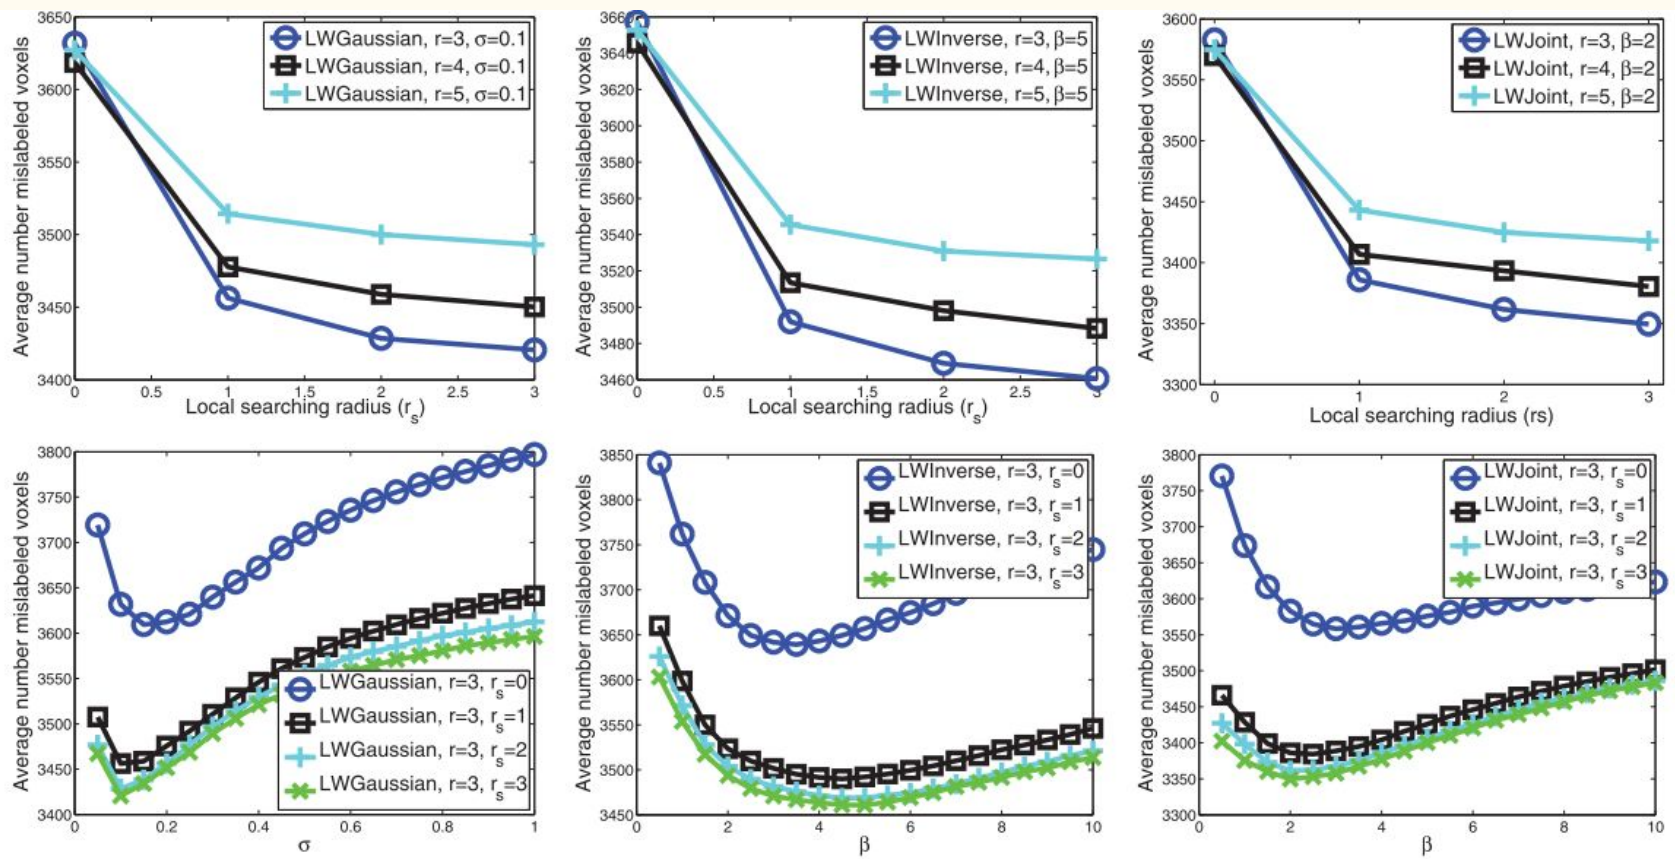 3650
3600
3550
3500
3450
3400
Average number mislabeled voxels
LWGaussian, r=3, σ=0.1
LWGaussian, r=4, σ=0.1
LWGaussian, r=5, σ=0.1
0 0.5 1 1.5 2 2.5 3
Local searching radius (rs)
366
3640
3620
3600
3580
3560
3540
3520
3500
3480
3460
Average number mislabeled voxels
LWInverse, r=3, β=5
LWInverse, r=4, β=5
LWInverse, r=5, β=5
0 0.5 1 1.5 2 2.5 3
Local searching radius (rs)
3600
3550
3500
3450
3400
3350
3300
Average number mislabeled voxels
LWJoint, r=3, β=2
LWJoint, r=4, β=2
LWJoint, r=5, β=2
0 1 2 3
Local searching radius (rs)
3800
3750
3700
3650
3600
3550
3500
3450
3400
Average number mislabeled voxels
LWGaussian, r=3, rs=0
LWGaussian, r=3, rs=1
LWGaussian, r=3, rs=2
LWGaussian, r=3, rs=3
0 0.2 0.4 0.6 0.8 1
σ
3850
3800
3750
3700
3650
3600
3550
3500
3450
Average number mislabeled voxels
LWInverse, r=3, rs=0
LWInverse, r=3, rs=1
LWInverse, r=3, rs=2
LWInverse, r=3, rs=3
0 2 4 6 8 10
β
3800
3750
3700
3650
3600
3550
3500
3450
3400
3350
3300
Average number mislabeled voxels
LWJoint, r=3, rs=0
LWJoint, r=3, rs=1
LWJoint, r=3, rs=2
LWJoint, r=3, rs=3
0 2 4 6 8 10
β